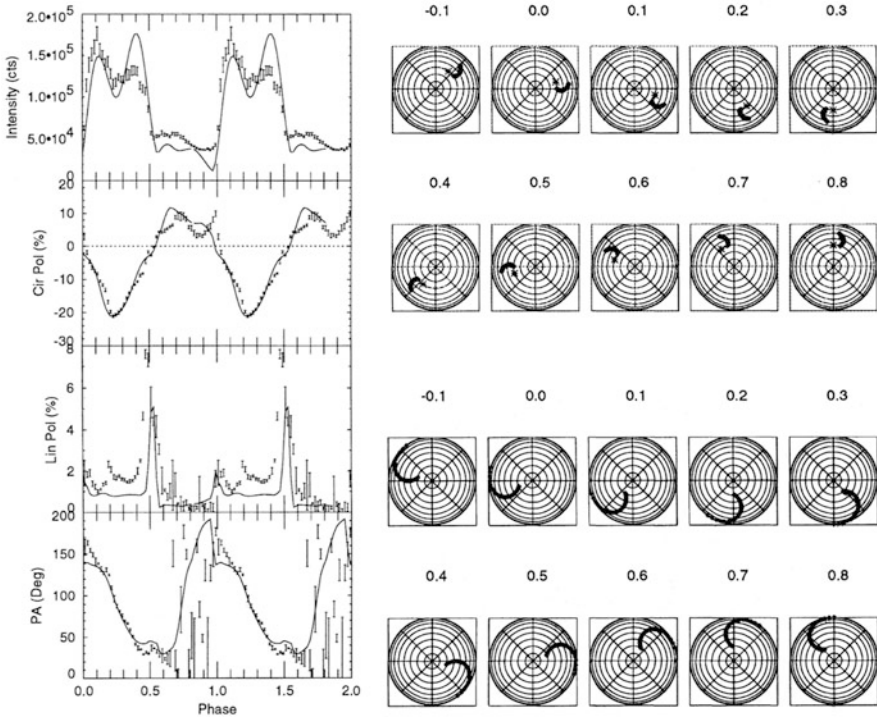 2.0•10⁵
1.5•10⁵
1.0•10⁵
5.0•10⁴
0
Intensity (cts)
20
10
0
-10
-20
-30
Cir Pol (%)
8
6
4
2
0
Lin Pol (%)
200
150
100
50
0
PA (Deg)
0.0 0.5 1.0 1.5 2.0
Phase
-0.1 0.0 0.1 0.2 0.3
0.4 0.5 0.6 0.7 0.8
-0.1 0.0 0.1 0.2 0.3
0.4 0.5 0.6 0.7 0.8